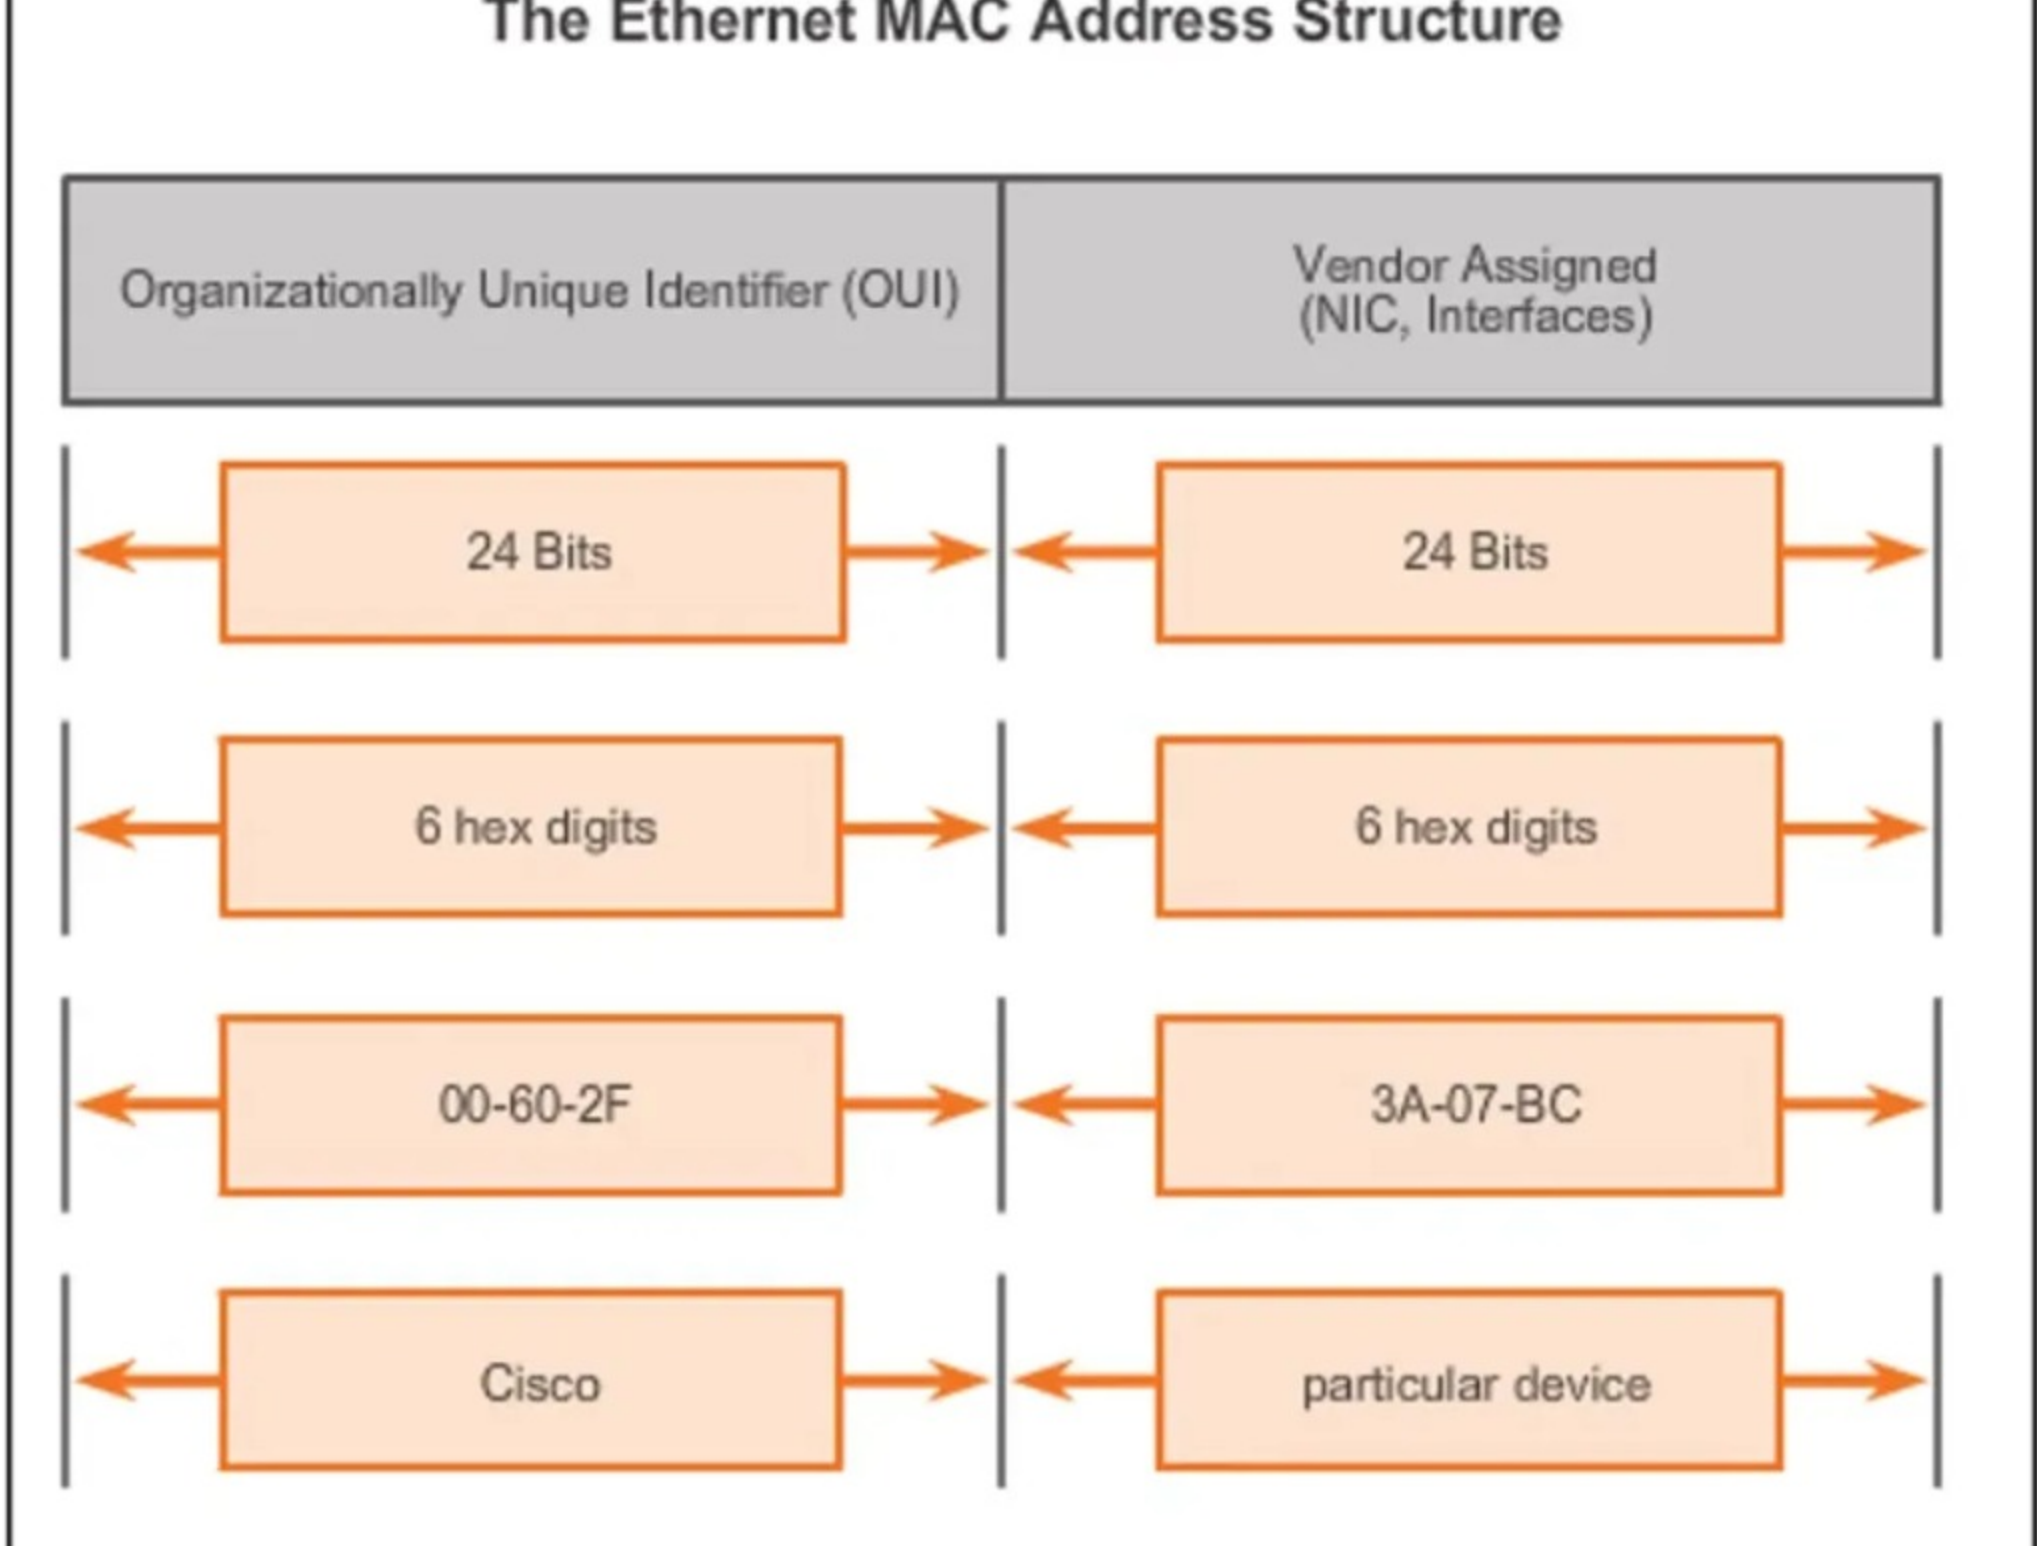 The Ethernet MAC Address Structure
Organizationally Unique Identifier (OUI)
Vendor Assigned
(NIC, Interfaces)
24 Bits
24 Bits
6 hex digits
6 hex digits
00-60-2F
3A-07-BC
Cisco
particular device